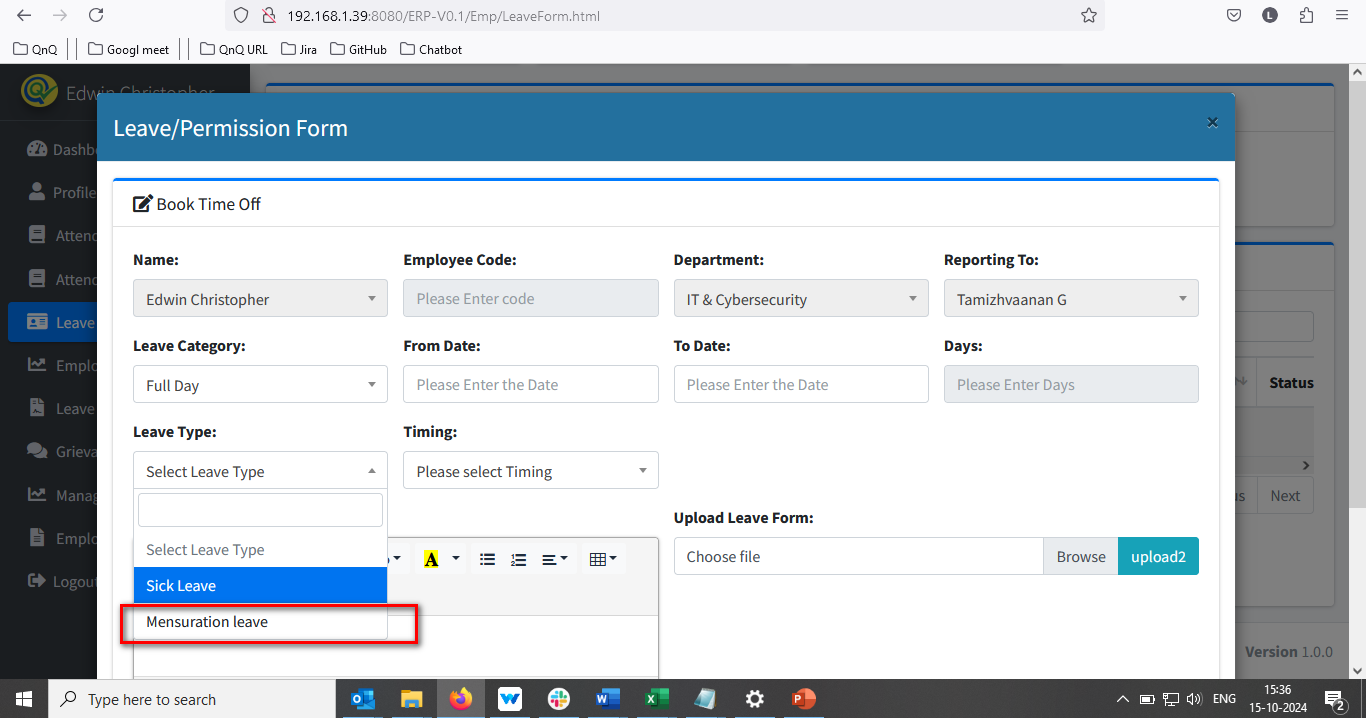 192.168.1.39:8080/ERP-V0.1/Emp/LeaveForm.html
L
QnQ
Googl meet
QnQ URL
Jira
GitHub
Chatbot
Edwin Christopher
Leave/Permission Form
×
Dashb
Profile
Attend
Attend
Leave
Emplo
Leave
Grieva
Manag
Emplo
Logout
Book Time Off
Name:
Employee Code:
Department:
Reporting To:
Edwin Christopher
Please Enter code
IT & Cybersecurity
Tamizhvaanan G
Leave Category:
From Date:
To Date:
Days:
Full Day
Please Enter the Date
Please Enter the Date
Please Enter Days
Status
Leave Type:
Timing:
Select Leave Type
Please select Timing
Next
Upload Leave Form:
Select Leave Type
A
Choose file
Browse
upload2
Sick Leave
Mensuration leave
Version 1.0.0
Type here to search
ENG
15:36
15-10-2024
2